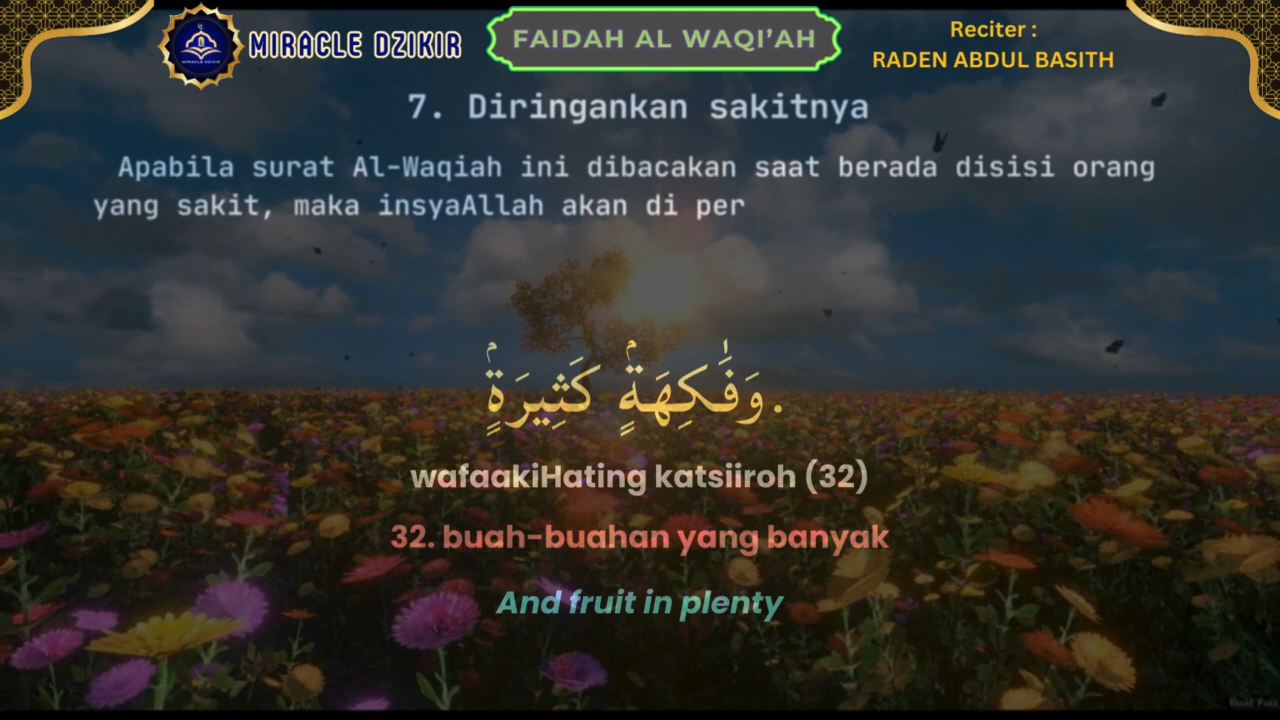 MIRACLE DZIKIR
FAIDAH AL WAQI'AH
Reciter :
RADEN ABDUL BASITH
7. Diringankan sakitnya
Apabila surat Al-Waqiah ini dibacakan saat berada disisi orang
yang sakit, maka insyaAllah akan di per
وَفَٰكِهَةٍۢ كَثِيرَةٍۢ.
wafaakiHating katsiiroh (32)
32. buah-buahan yang banyak
And fruit in plenty